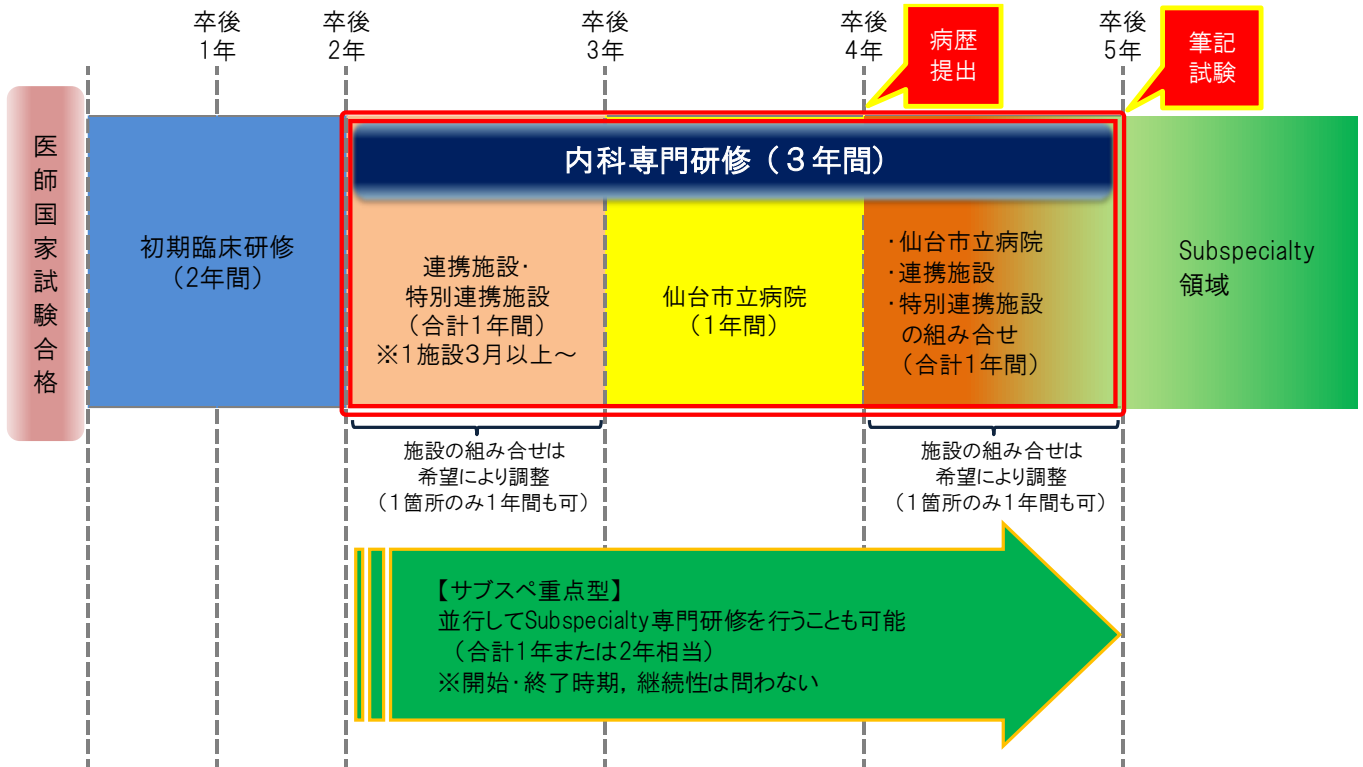 卒後
1年
卒後
2年
卒後
3年
卒後
4年
病歴
提出
卒後
5年
筆記
試験
医師国家試験合格
内科専門研修（３年間）
初期臨床研修
（2年間）
連携施設・
特別連携施設
（合計1年間）
※1施設3月以上～
仙台市立病院
（1年間）
・仙台市立病院
・連携施設
・特別連携施設
の組み合せ
（合計1年間）
Subspecialty
領域
施設の組み合せは
希望により調整
（1箇所のみ1年間も可）
施設の組み合せは
希望により調整
（1箇所のみ1年間も可）
【サブスペ重点型】
並行してSubspecialty専門研修を行うことも可能
（合計1年または2年相当）
※開始・終了時期，継続性は問わない